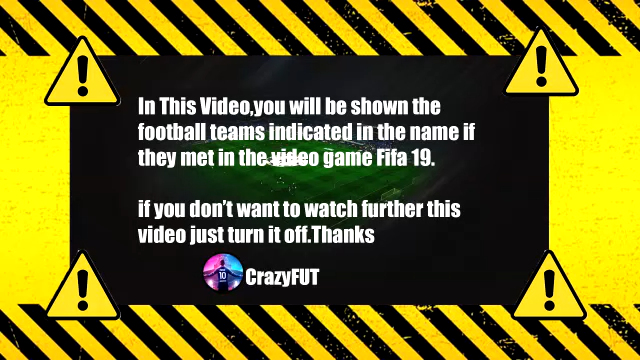 In This Video,you will be shown the
football teams indicated in the name if
they met in the video game Fifa 19.
if you don't want to watch further this
video just turn it off.Thanks
10
CrazyFUT